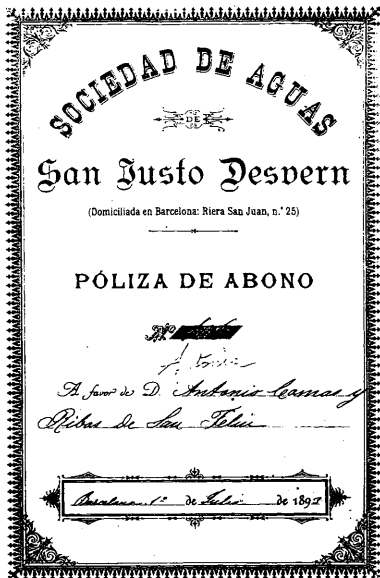 SOCIEDAD DE AGUAS
DE
San Justo Desvern
(Domiciliada en Barcelona: Riera San Juan, n.° 25)
PÓLIZA DE ABONO
N.°
A favor de D. Antonio Camas y
Ribas de San Feliu
Barcelona 1° de Julio de 189